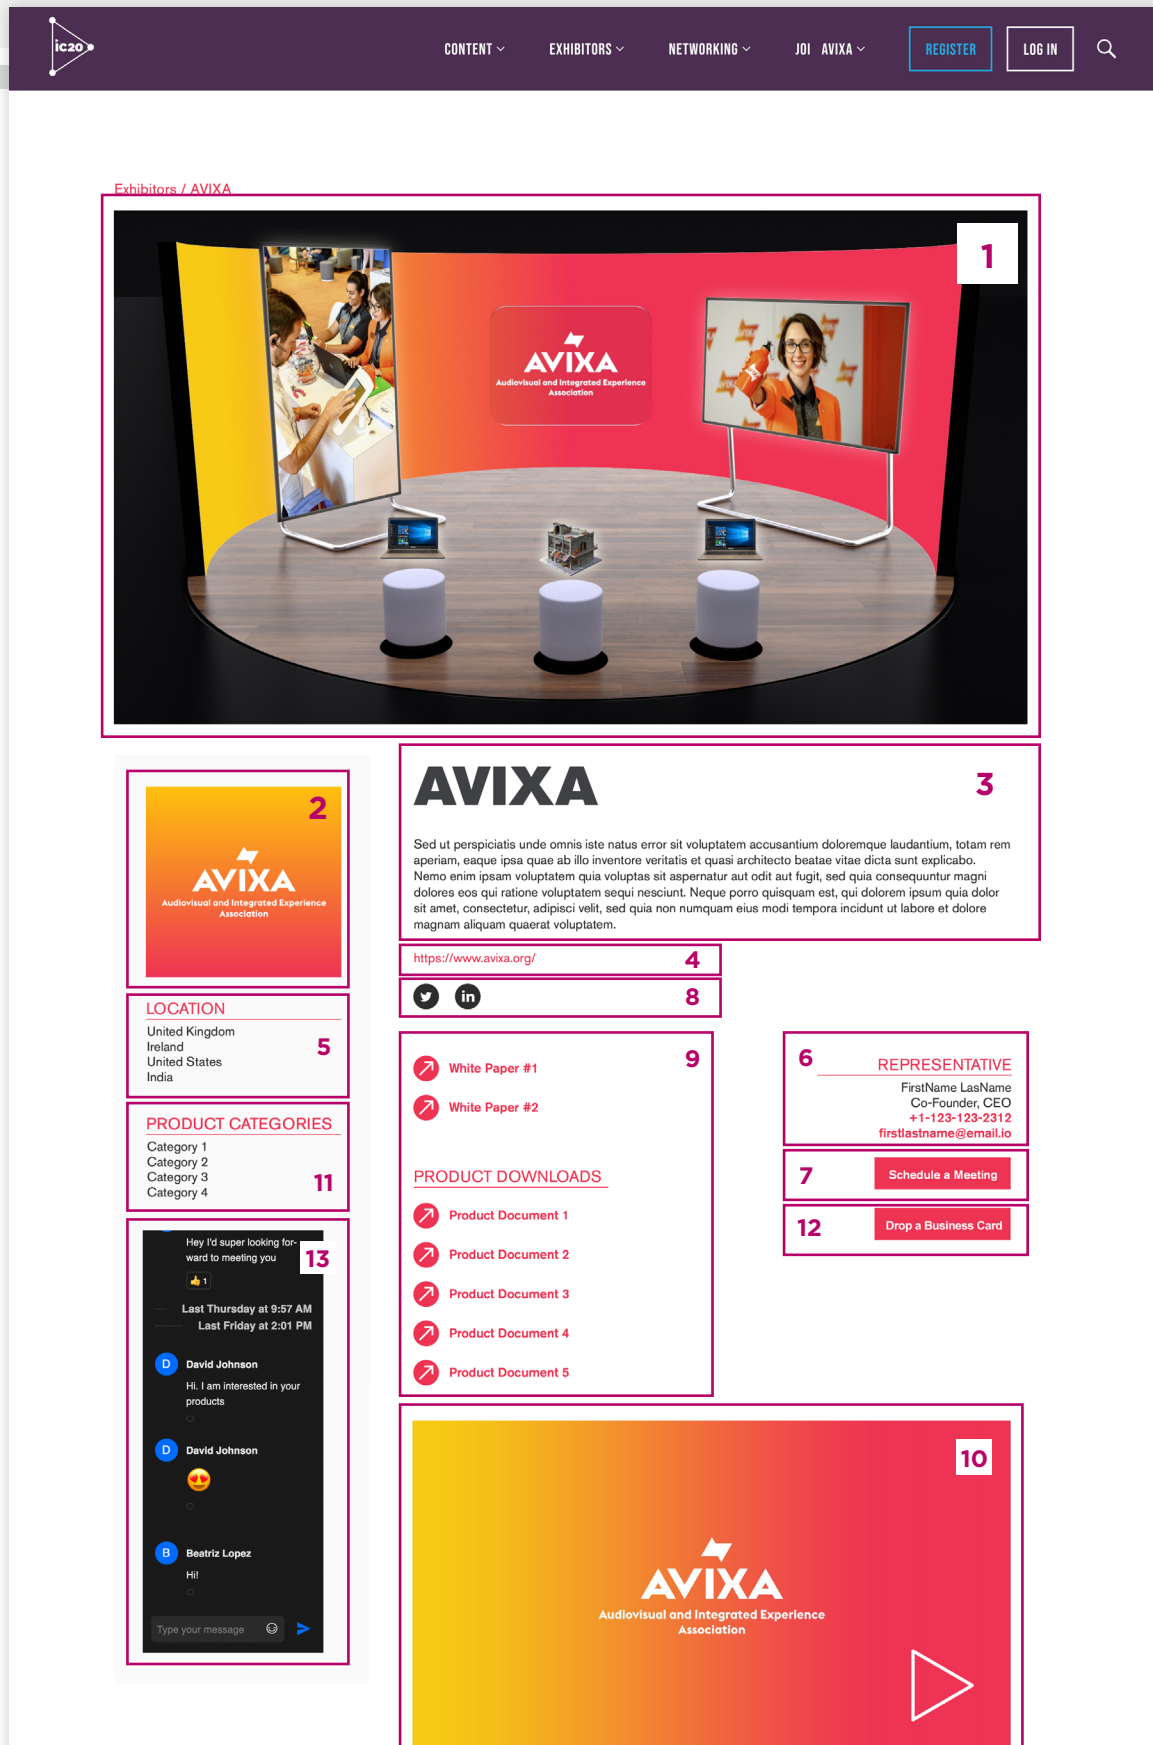 ic20
CONTENT
EXHIBITORS
NETWORKING
JOI AVIXA
REGISTER
LOG IN
Exhibitors / AVIXA
1
AVIXA
Audiovisual and Integrated Experience
Association
2
AVIXA
Audiovisual and Integrated Experience
Association
LOCATION
United Kingdom
Ireland
United States
India
5
PRODUCT CATEGORIES
Category 1
Category 2
Category 3
Category 4
11
13
Hey I'd super looking for-
ward to meeting you
1
Last Thursday at 9:57 AM
Last Friday at 2:01 PM
D David Johnson
Hi. I am interested in your
products
D David Johnson
B Beatriz Lopez
Hi!
Type your message
AVIXA
3
Sed ut perspiciatis unde omnis iste natus error sit voluptatem accusantium doloremque laudantium, totam rem
aperiam, eaque ipsa quae ab illo inventore veritatis et quasi architecto beatae vitae dicta sunt explicabo.
Nemo enim ipsam voluptatem quia voluptas sit aspernatur aut odit aut fugit, sed quia consequuntur magni
dolores eos qui ratione voluptatem sequi nesciunt. Neque porro quisquam est, qui dolorem ipsum quia dolor
sit amet, consectetur, adipisci velit, sed quia non numquam eius modi tempora incidunt ut labore et dolore
magnam aliquam quaerat voluptatem.
https://www.avixa.org/
4
in
8
9
White Paper #1
White Paper #2
PRODUCT DOWNLOADS
Product Document 1
Product Document 2
Product Document 3
Product Document 4
Product Document 5
6
REPRESENTATIVE
FirstName LasName
Co-Founder, CEO
+1-123-123-2312
firstlastname@email.io
7
Schedule a Meeting
12
Drop a Business Card
10
AVIXA
Audiovisual and Integrated Experience
Association